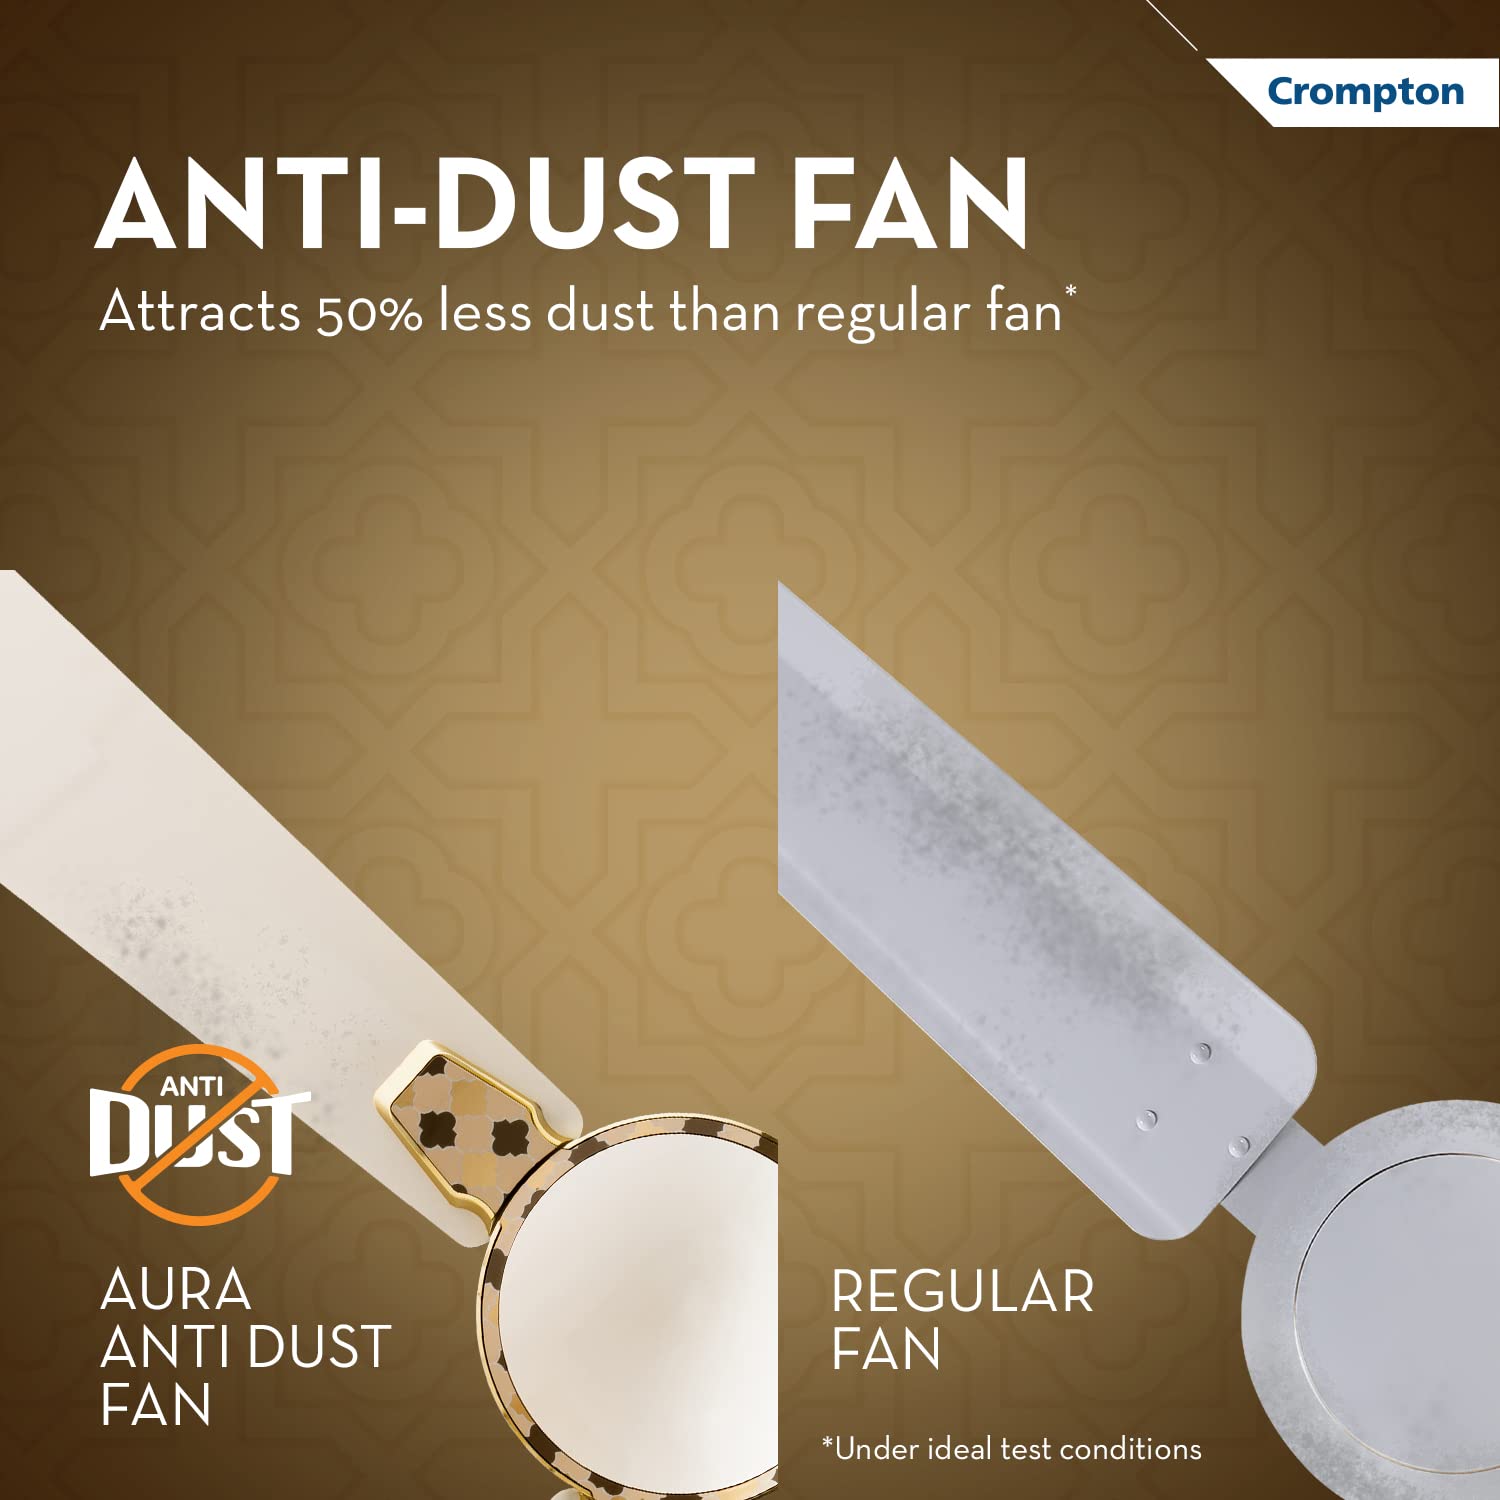 Crompton
ANTI-DUST FAN
Attracts 50% less dust than regular fan*
ANTI
DUST
AURA
ANTI DUST
FAN
REGULAR
FAN
*Under ideal test conditions